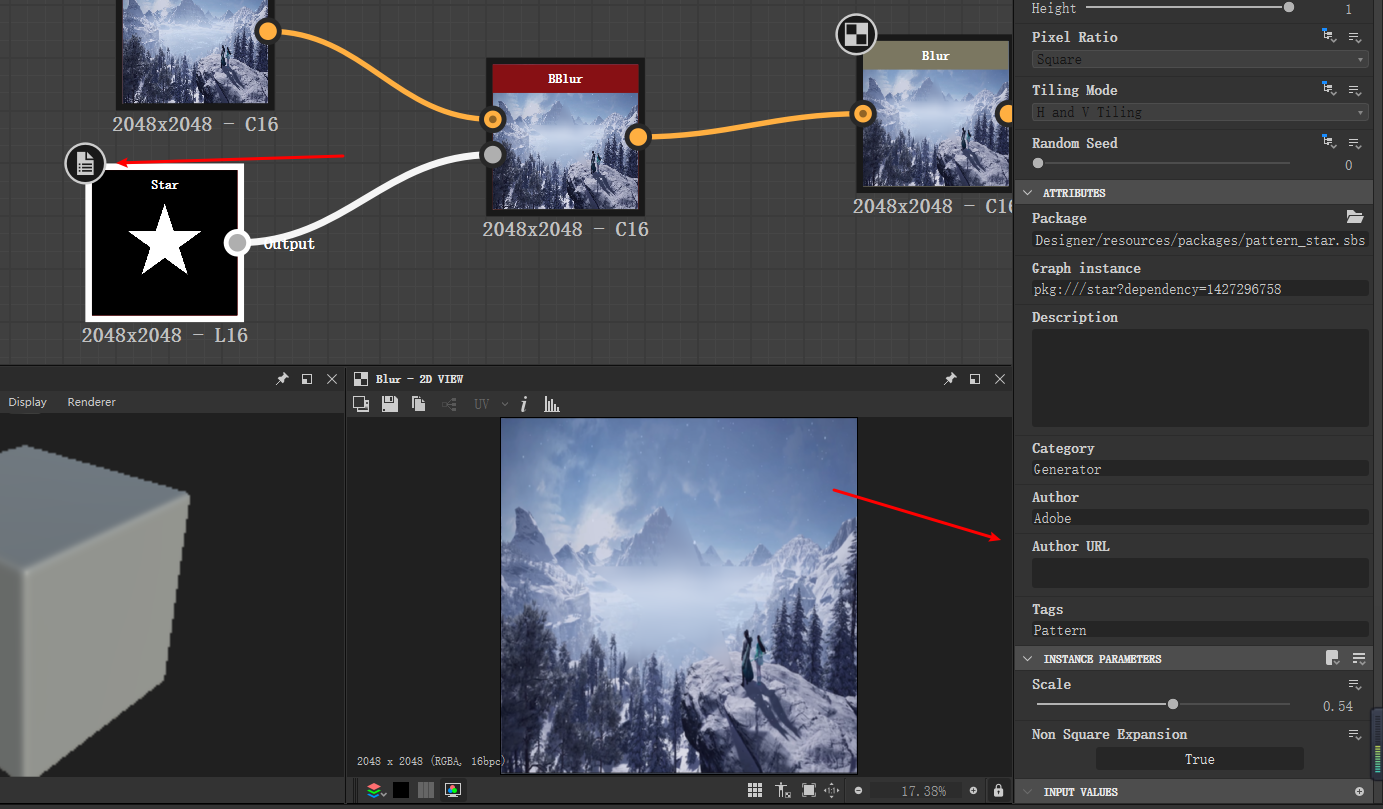 Height 1
Pixel Ratio
Square
Tiling Mode
H and V Tiling
Random Seed
0
ATTRIBUTES
Package
Designer/resources/packages/pattern_star.sbs
Graph instance
pkg:///star?dependency=1427296758
Description
Category
Generator
Author
Adobe
Author URL
Tags
Pattern
INSTANCE PARAMETERS
Scale
0.54
Non Square Expansion
True
INPUT VALUES
2048x2048 - C16
Star
Output
2048x2048 - L16
BBlur
2048x2048 - C16
Blur
2048x2048 - C16
Display Renderer
Blur - 2D VIEW
UV
2048 x 2048 (RGBA, 16bpc)
17.38%